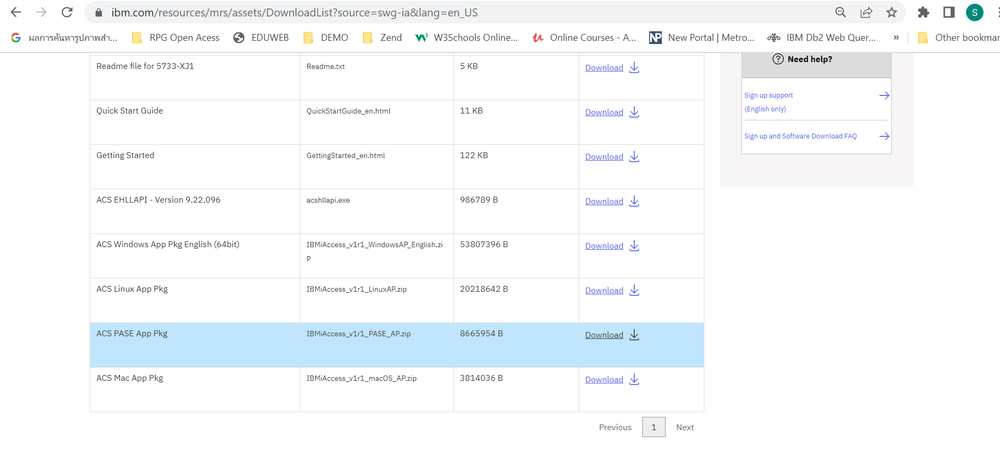 ibm.com/resources/mrs/assets/DownloadList?source=swg-ia&lang=en_US
S
ผลการค้นหารูปภาพสำ... RPG Open Acess EDUWEB DEMO Zend W3Schools Online... Online Courses - A... NP New Portal | Metro... IBM Db2 Web Quer... » Other bookmar
Readme file for 5733-XJ1 Readme.txt 5 KB Download
Quick Start Guide QuickStartGuide_en.html 11 KB Download
Getting Started GettingStarted_en.html 122 KB Download
ACS EHLLAPI - Version 9.22.096 acshllapi.exe 986789 B Download
ACS Windows App Pkg English (64bit) IBMiAccess_v1r1_WindowsAP_English.zi 53807396 B Download
p
ACS Linux App Pkg IBMiAccess_v1r1_LinuxAP.zip 20218642 B Download
ACS PASE App Pkg IBMiAccess_v1r1_PASE_AP.zip 8665954 B Download
ACS Mac App Pkg IBMiAccess_v1r1_macOS_AP.zip 3814036 B Download
Previous 1 Next
? Need help?
Sign up support
(English only)
Sign up and Software Download FAQ